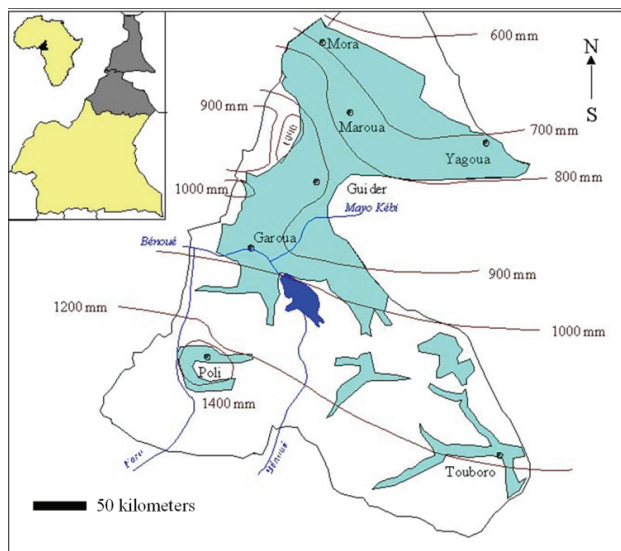 600 mm
N
S
Mora
900 mm
1000
Maroua
700 mm
Yagoua
800 mm
1000 mm
Guider
Mayo Kébi
Bénoué
Garoua
900 mm
1200 mm
1000 mm
Poli
1400 mm
Faro
Bénoué
Touboro
50 kilometers